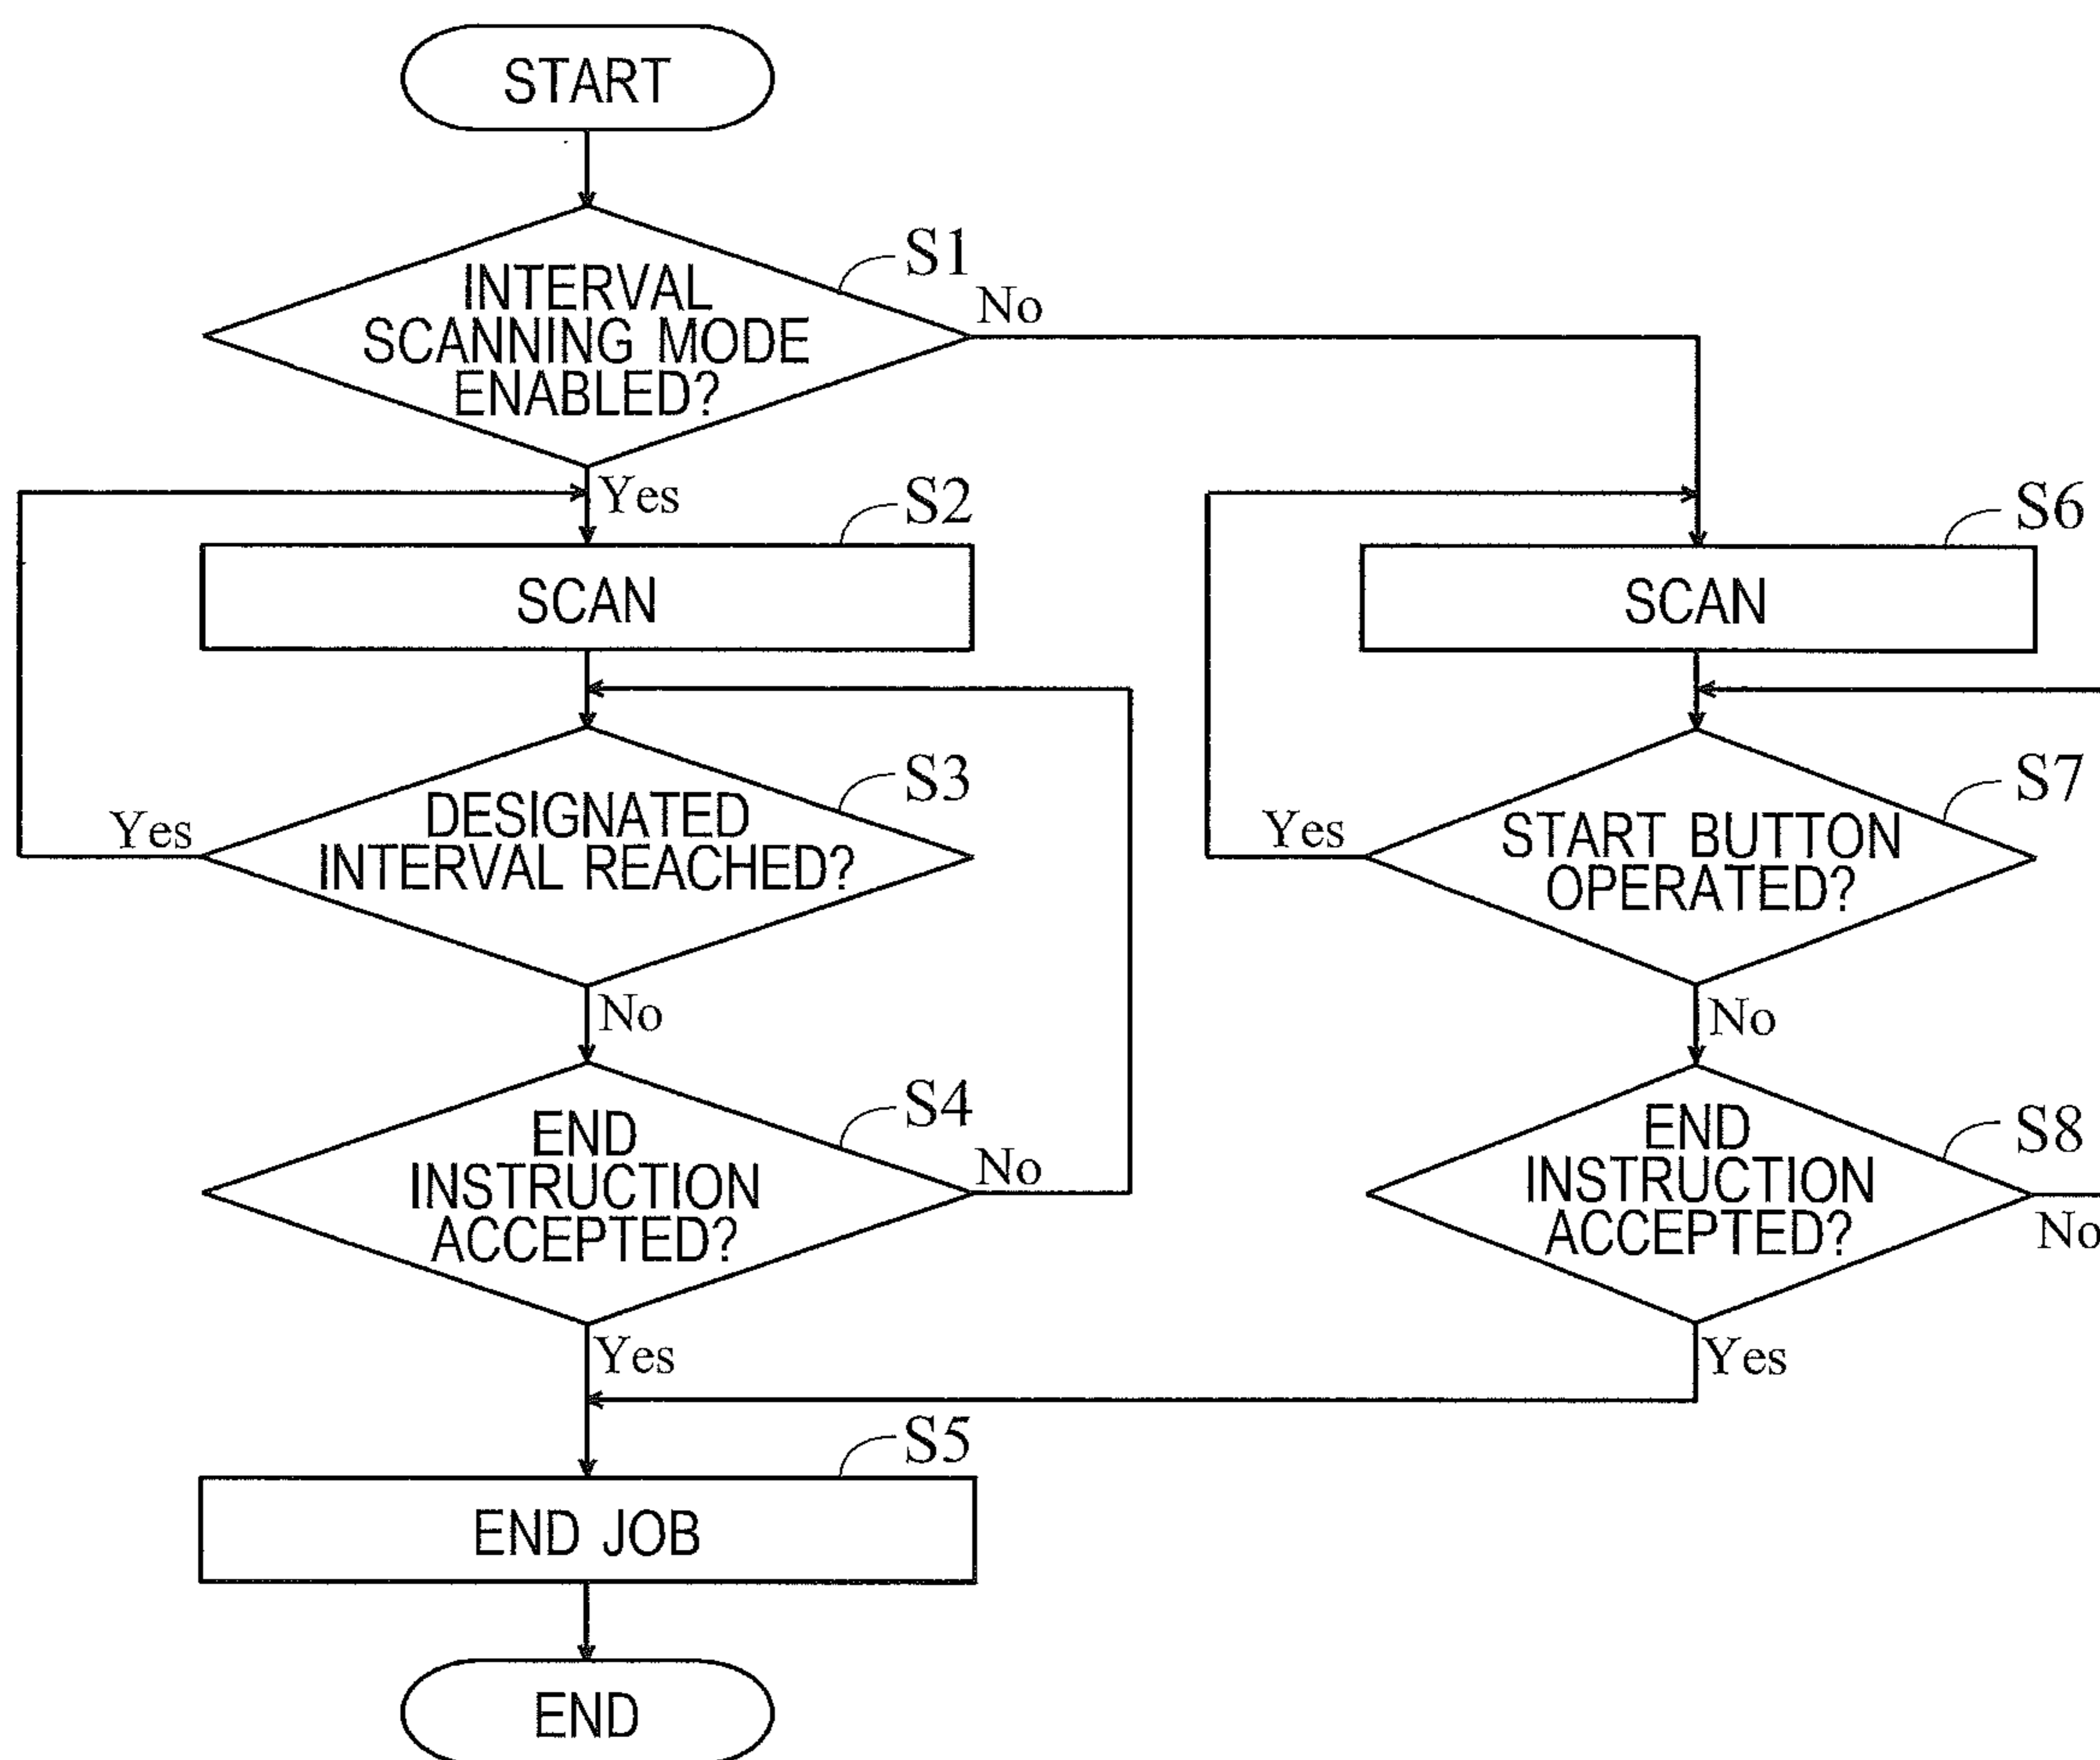 START
S1
INTERVAL
SCANNING MODE
ENABLED?
No
Yes
S2
SCAN
S3
DESIGNATED
INTERVAL REACHED?
Yes
No
S4
END
INSTRUCTION
ACCEPTED?
No
Yes
S5
END JOB
END
S6
SCAN
S7
START BUTTON
OPERATED?
Yes
No
S8
END
INSTRUCTION
ACCEPTED?
No
Yes